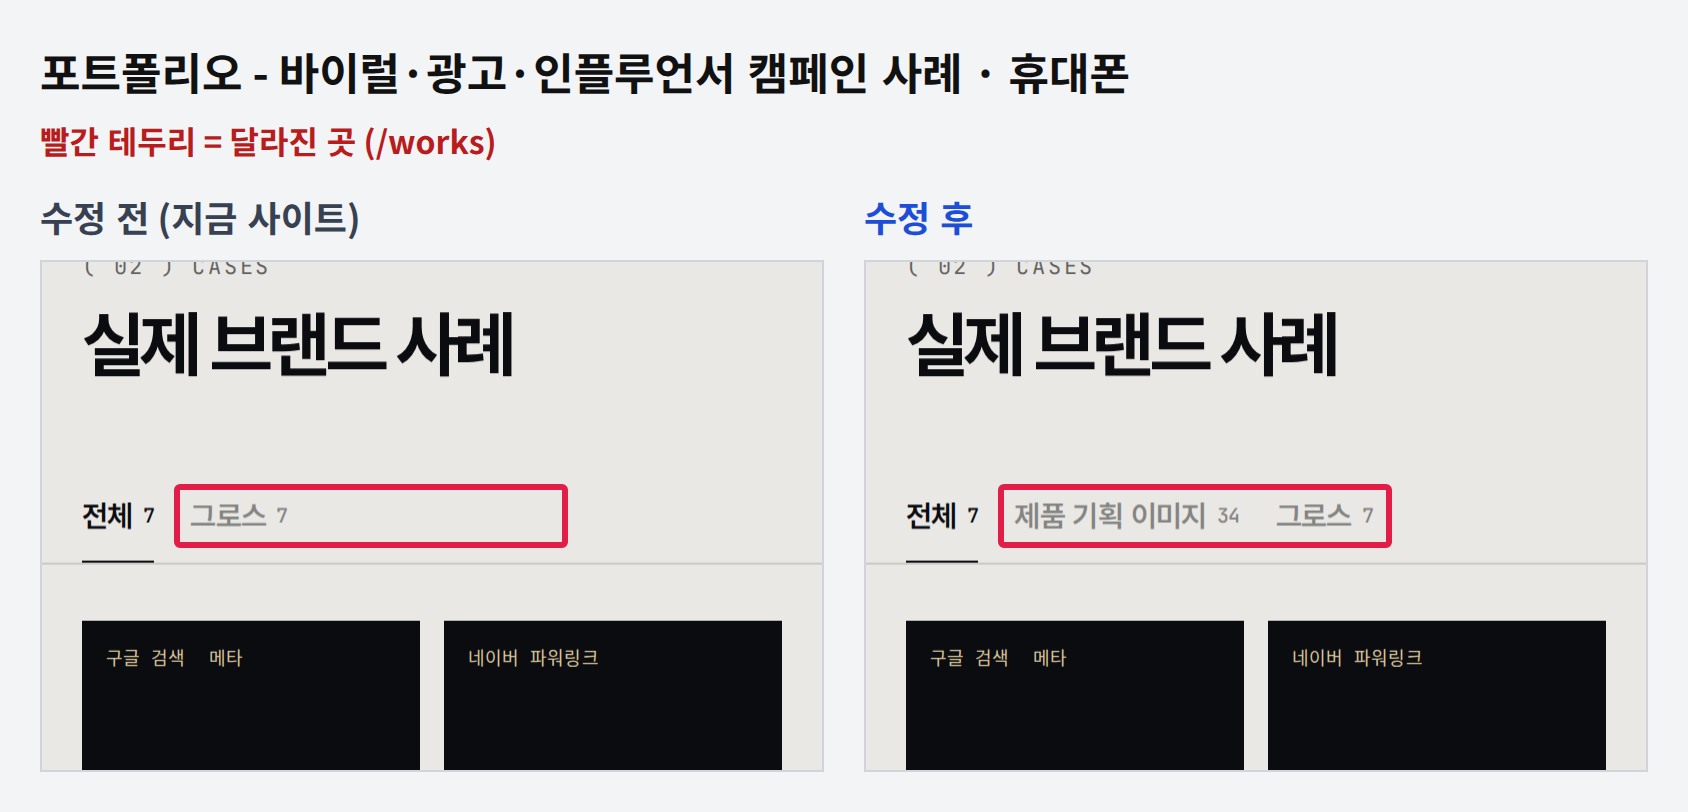 포트폴리오 - 바이럴·광고·인플루언서 캠페인 사례 · 휴대폰
빨간 테두리 = 달라진 곳 (/works)
수정 전 (지금 사이트)
( 02 ) CASES
실제 브랜드 사례
전체 7 그로스 7
구글 검색 메타 네이버 파워링크
수정 후
( 02 ) CASES
실제 브랜드 사례
전체 7 제품 기획 이미지 34 그로스 7
구글 검색 메타 네이버 파워링크